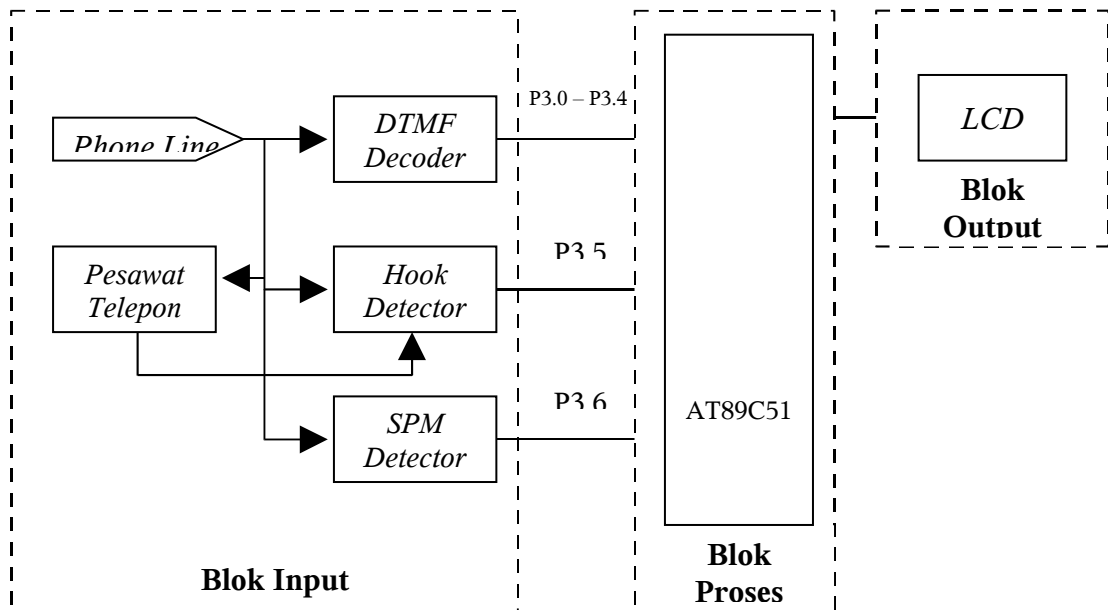 Phone Line
DTMF
Decoder
P3.0 – P3.4
Pesawat
Telepon
Hook
Detector
P3.5
SPM
Detector
P3.6
Blok Input
AT89C51
Blok
Proses
LCD
Blok
Output